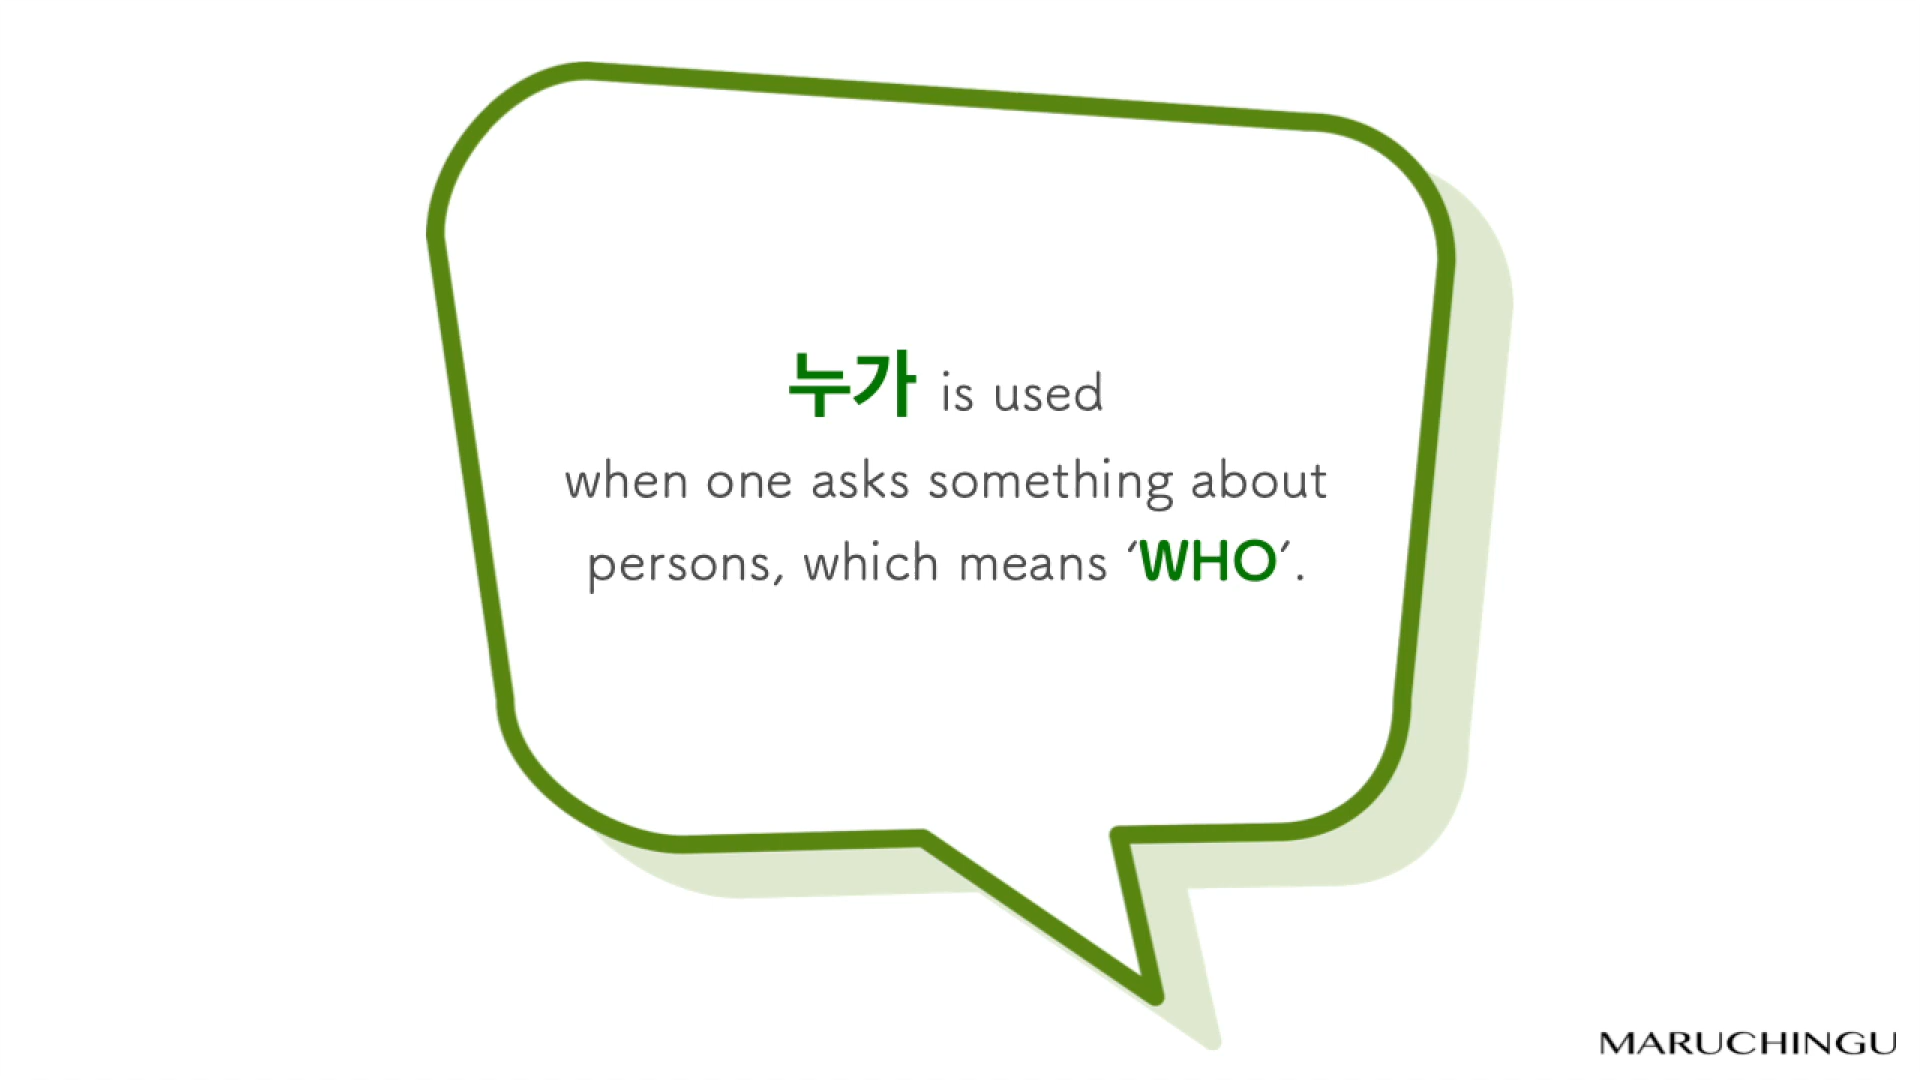 누가 is used
when one asks something about
persons, which means ‘WHO’.
MARUCHINGU